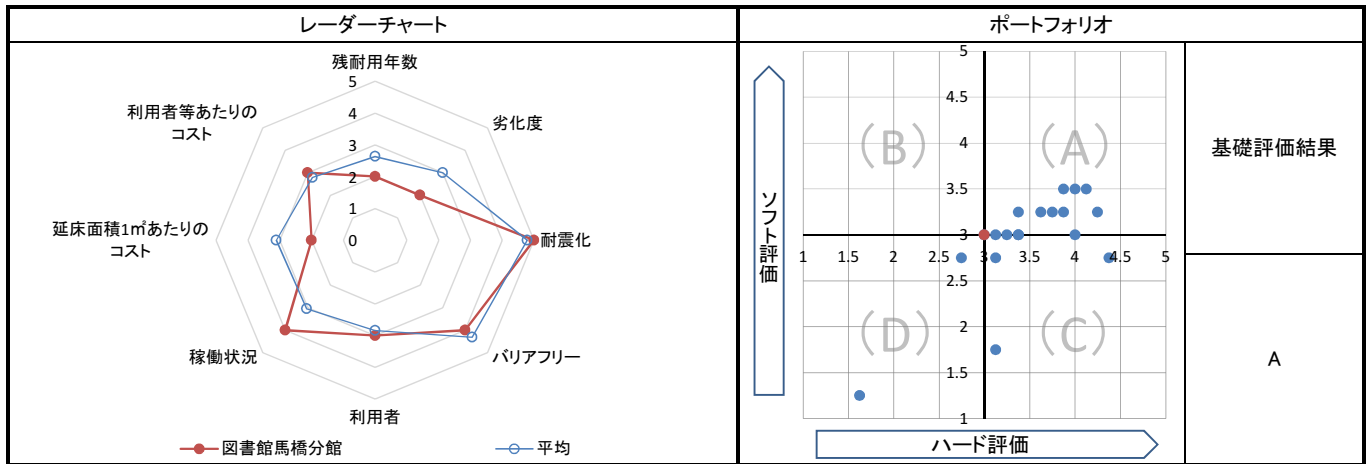 レーダーチャート
残耐用年数
5
4
3
2
1
0
利用者等あたりの
コスト
劣化度
延床面積1㎡あたりの
コスト
耐震化
稼働状況
バリアフリー
利用者
図書館馬橋分館
平均
ポートフォリオ
ソフト評価
5
4.5
4
3.5
3
2.5
2
1.5
1
1 1.5 2 2.5 3 3.5 4 4.5 5
(B)
(A)
(D)
(C)
ハード評価
基礎評価結果
A